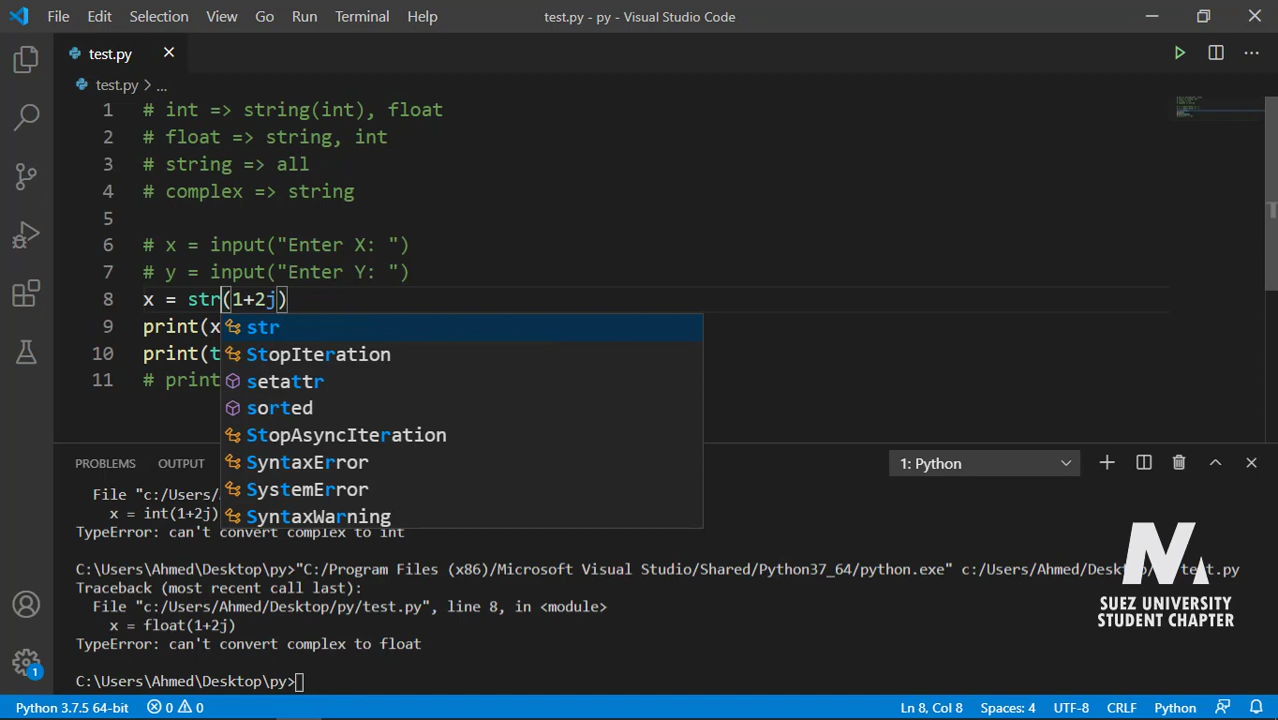 File Edit Selection View Go Run Terminal Help test.py - py - Visual Studio Code
test.py
test.py > ...
1 # int => string(int), float
2 # float => string, int
3 # string => all
4 # complex => string
5
6 # x = input("Enter X: ")
7 # y = input("Enter Y: ")
8 x = str(1+2j)
9 print(x
str
10 print(t
StopIteration
11 # print
setattr
sorted
StopAsyncIteration
SyntaxError
SystemError
SyntaxWarning
PROBLEMS OUTPUT 1: Python
File "c:/Users/
x = int(1+2j)
TypeError: can't convert complex to int
C:\Users\Ahmed\Desktop\py>"C:/Program Files (x86)/Microsoft Visual Studio/Shared/Python37_64/python.exe" c:/Users/Ahmed/Desktop/py/test.py
Traceback (most recent call last):
File "c:/Users/Ahmed/Desktop/py/test.py", line 8, in <module>
x = float(1+2j)
TypeError: can't convert complex to float
C:\Users\Ahmed\Desktop\py>
SUEZ UNIVERSITY
STUDENT CHAPTER
1
Python 3.7.5 64-bit 0 0 Ln 8, Col 8 Spaces: 4 UTF-8 CRLF Python